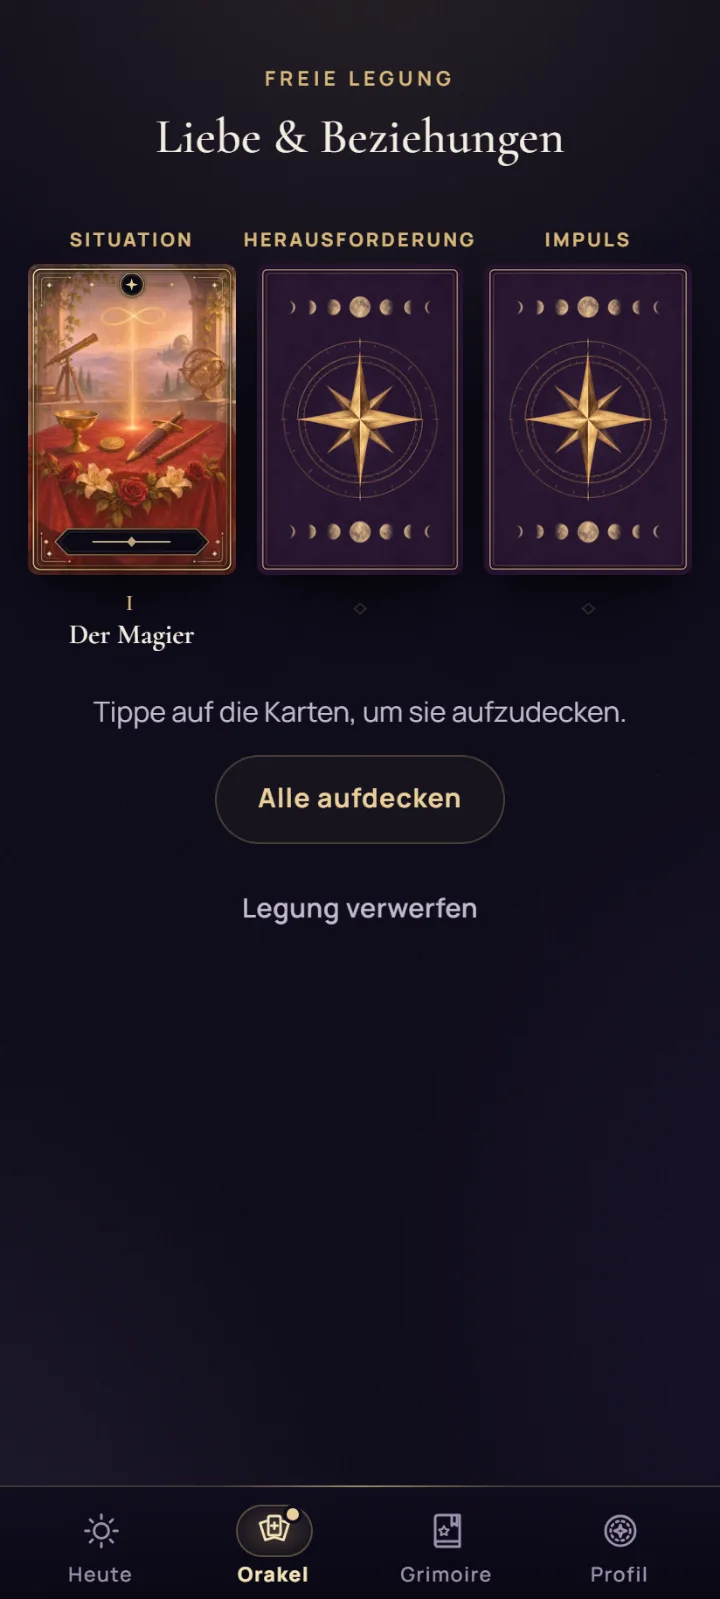 FREIE LEGUNG
Liebe & Beziehungen
SITUATION
HERAUSFORDERUNG
IMPULS
I
Der Magier
Tippe auf die Karten, um sie aufzudecken.
Alle aufdecken
Legung verwerfen
Heute
Orakel
Grimoire
Profil